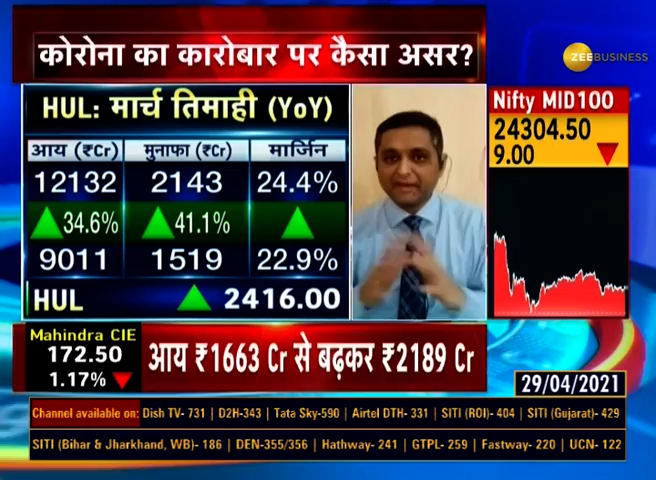 कोरोना का कारोबार पर कैसा असर?
ZEEBUSINESS
HUL: मार्च तिमाही (YoY)
आय (₹Cr) मुनाफा (₹Cr) मार्जिन
12132 2143 24.4%
34.6% 41.1%
9011 1519 22.9%
HUL 2416.00
Nifty MID100
24304.50
9.00
Mahindra CIE
172.50
1.17%
आय ₹1663 Cr से बढ़कर ₹2189 Cr
29/04/2021
Channel available on: Dish TV- 731 | D2H-343 | Tata Sky-590 | Airtel DTH- 331 | SITI (ROI)- 404 | SITI (Gujarat)- 429
SITI (Bihar & Jharkhand, WB)- 186 | DEN-355/356 | Hathway- 241 | GTPL- 259 | Fastway- 220 | UCN- 122